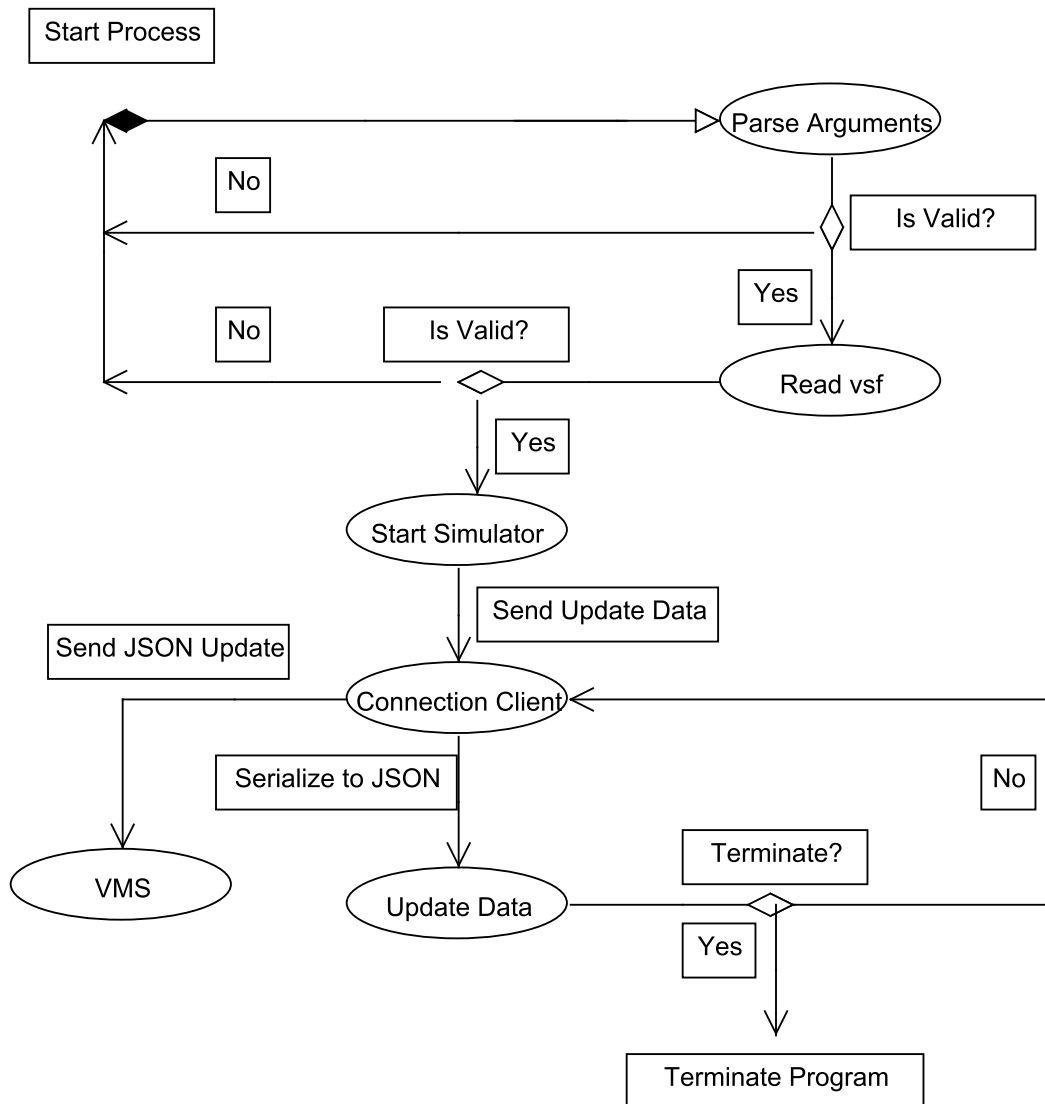 Start Process
Parse Arguments
No
Is Valid?
Yes
No
Is Valid?
Read vsf
Yes
Start Simulator
Send Update Data
Send JSON Update
Connection Client
Serialize to JSON
No
Terminate?
VMS
Update Data
Yes
Terminate Program